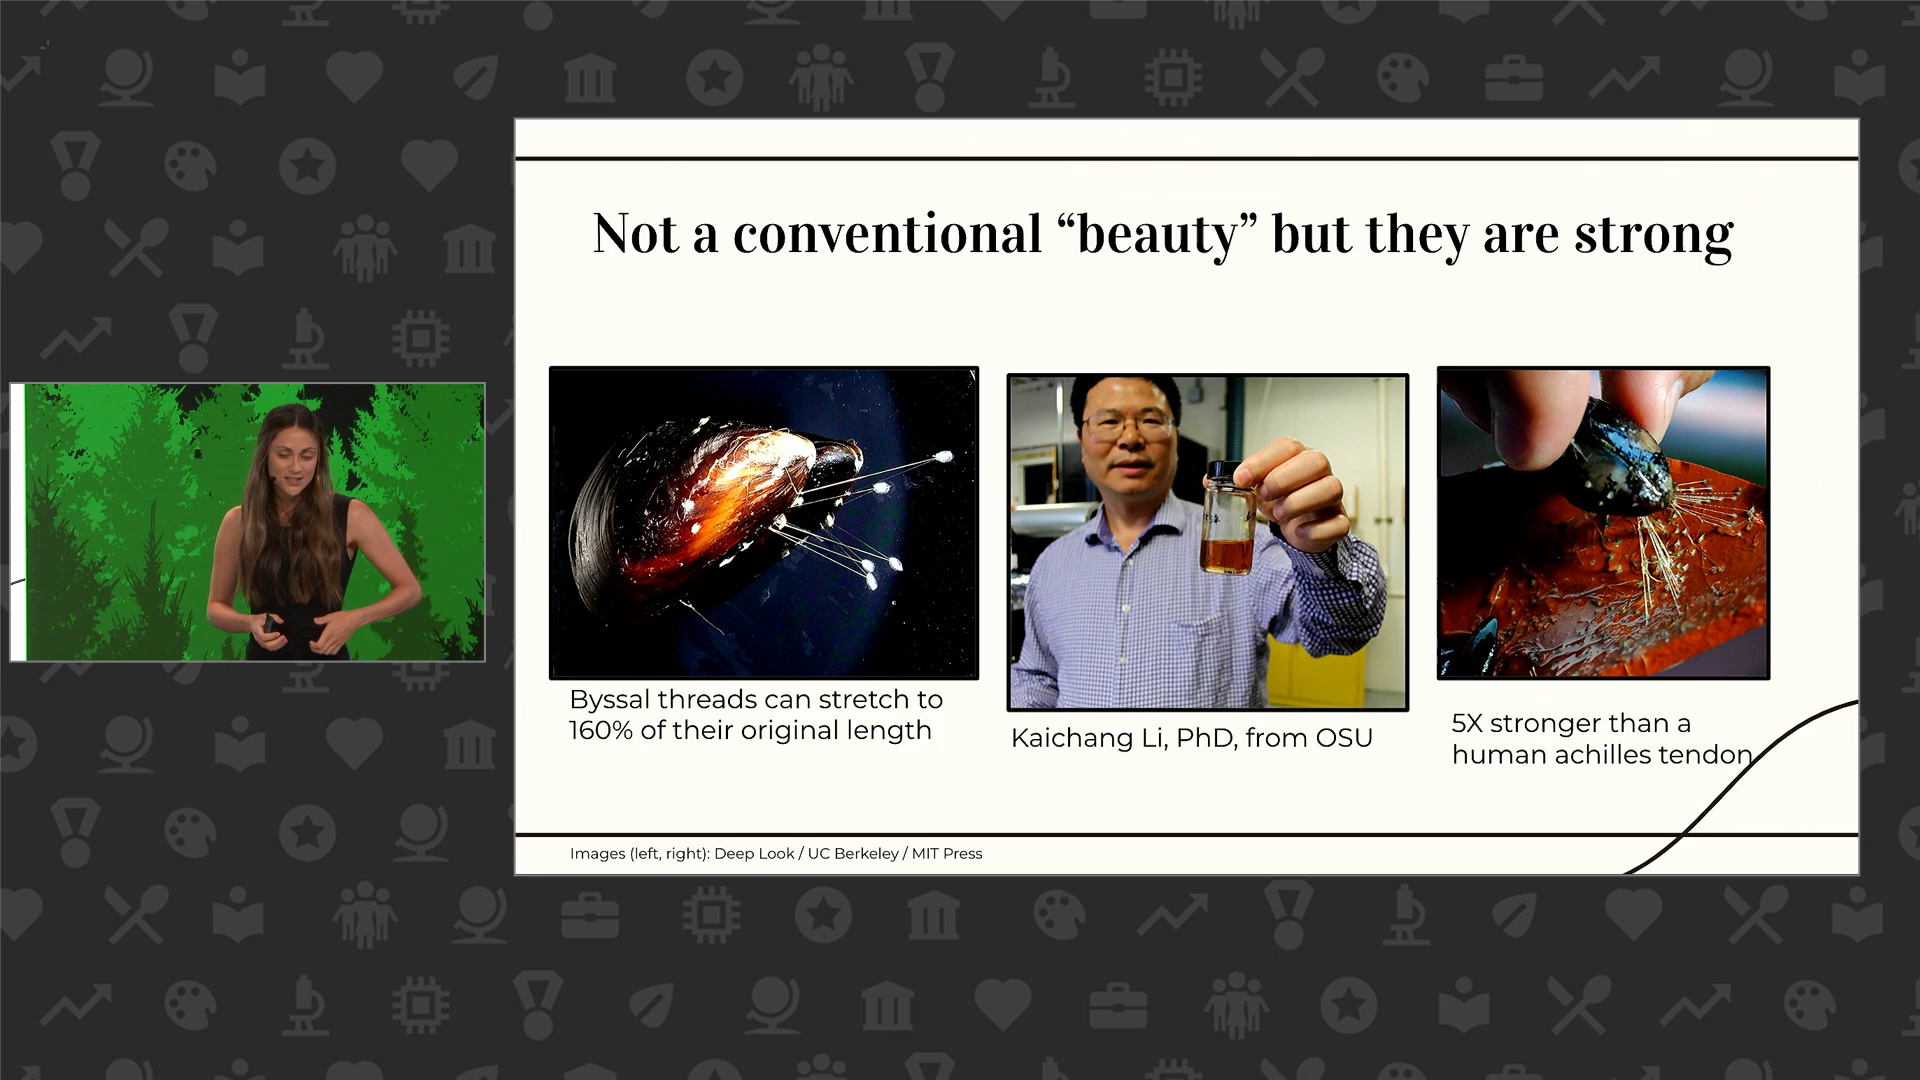 Not a conventional “beauty” but they are strong
Byssal threads can stretch to
160% of their original length
Kaichang Li, PhD, from OSU
5X stronger than a
human achilles tendon
Images (left, right): Deep Look / UC Berkeley / MIT Press